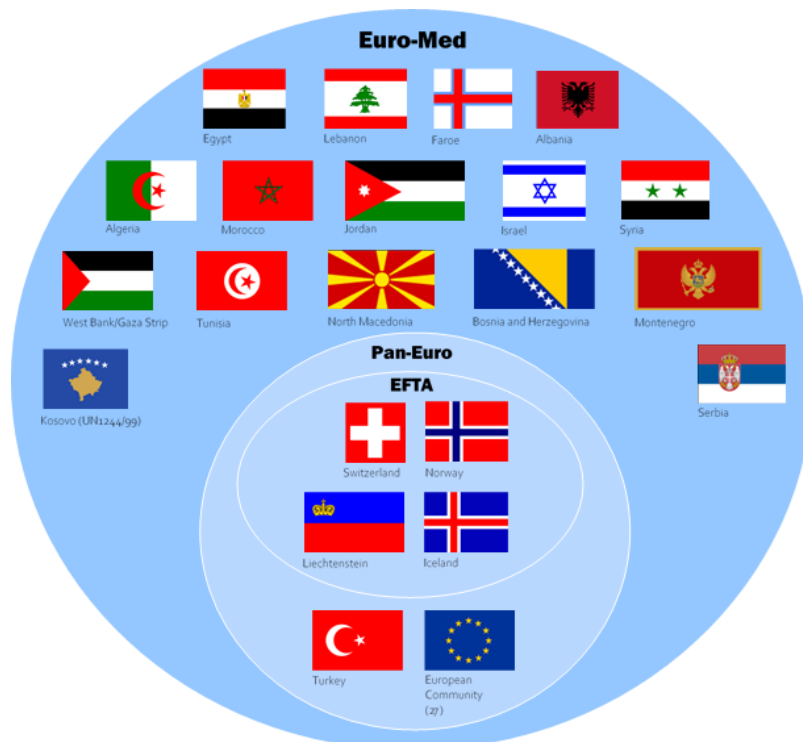 Euro-Med
Egypt
Lebanon
Faroe
Albania
Algeria
Morocco
Jordan
Israel
Syria
West Bank/Gaza Strip
Tunisia
North Macedonia
Bosnia and Herzegovina
Montenegro
Pan-Euro
EFTA
Kosovo (UN1244/99)
Serbia
Switzerland
Norway
Liechtenstein
Iceland
Turkey
European
Community
(27)